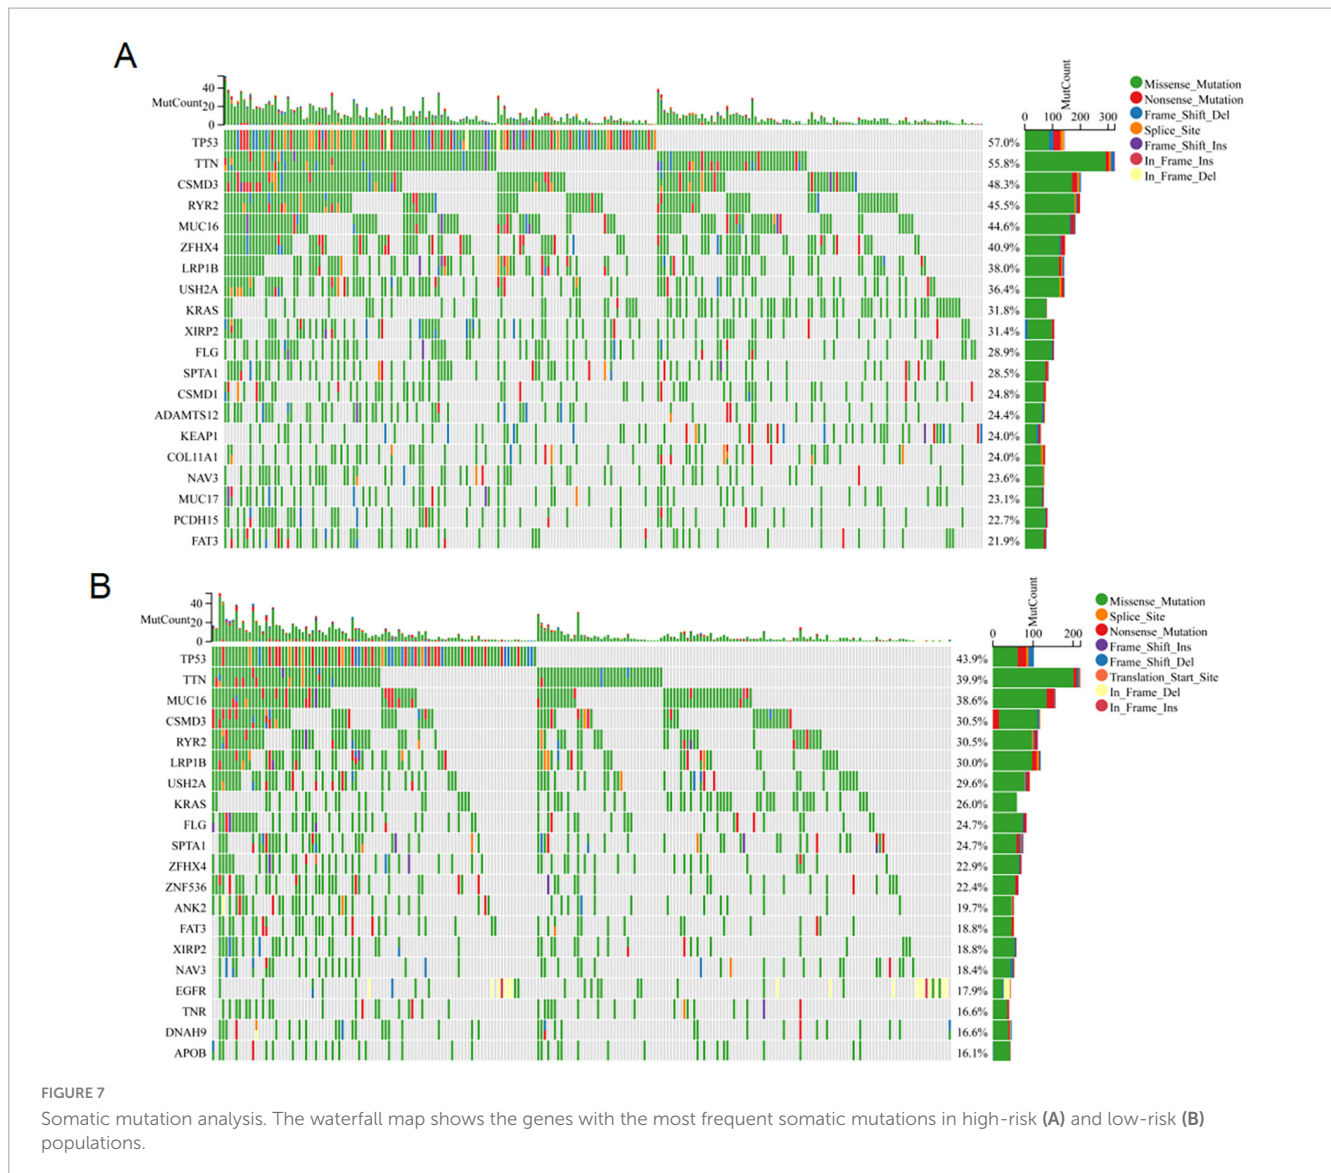 A
MutCount
40
20
0
MutCount
0 100 200 300
Missense_Mutation
Nonsense_Mutation
Frame_Shift_Del
Splice_Site
Frame_Shift_Ins
In_Frame_Ins
In_Frame_Del
TP53 57.0%
TTN 55.8%
CSMD3 48.3%
RYR2 45.5%
MUC16 44.6%
ZFHX4 40.9%
LRP1B 38.0%
USH2A 36.4%
KRAS 31.8%
XIRP2 31.4%
FLG 28.9%
SPTA1 28.5%
CSMD1 24.8%
ADAMTS12 24.4%
KEAP1 24.0%
COL11A1 24.0%
NAV3 23.6%
MUC17 23.1%
PCDH15 22.7%
FAT3 21.9%
B
MutCount
40
20
0
MutCount
0 100 200
Missense_Mutation
Splice_Site
Nonsense_Mutation
Frame_Shift_Ins
Frame_Shift_Del
Translation_Start_Site
In_Frame_Del
In_Frame_Ins
TP53 43.9%
TTN 39.9%
MUC16 38.6%
CSMD3 30.5%
RYR2 30.5%
LRP1B 30.0%
USH2A 29.6%
KRAS 26.0%
FLG 24.7%
SPTA1 24.7%
ZFHX4 22.9%
ZNF536 22.4%
ANK2 19.7%
FAT3 18.8%
XIRP2 18.8%
NAV3 18.4%
EGFR 17.9%
TNR 16.6%
DNAH9 16.6%
APOB 16.1%
FIGURE 7
Somatic mutation analysis. The waterfall map shows the genes with the most frequent somatic mutations in high-risk (A) and low-risk (B)
populations.